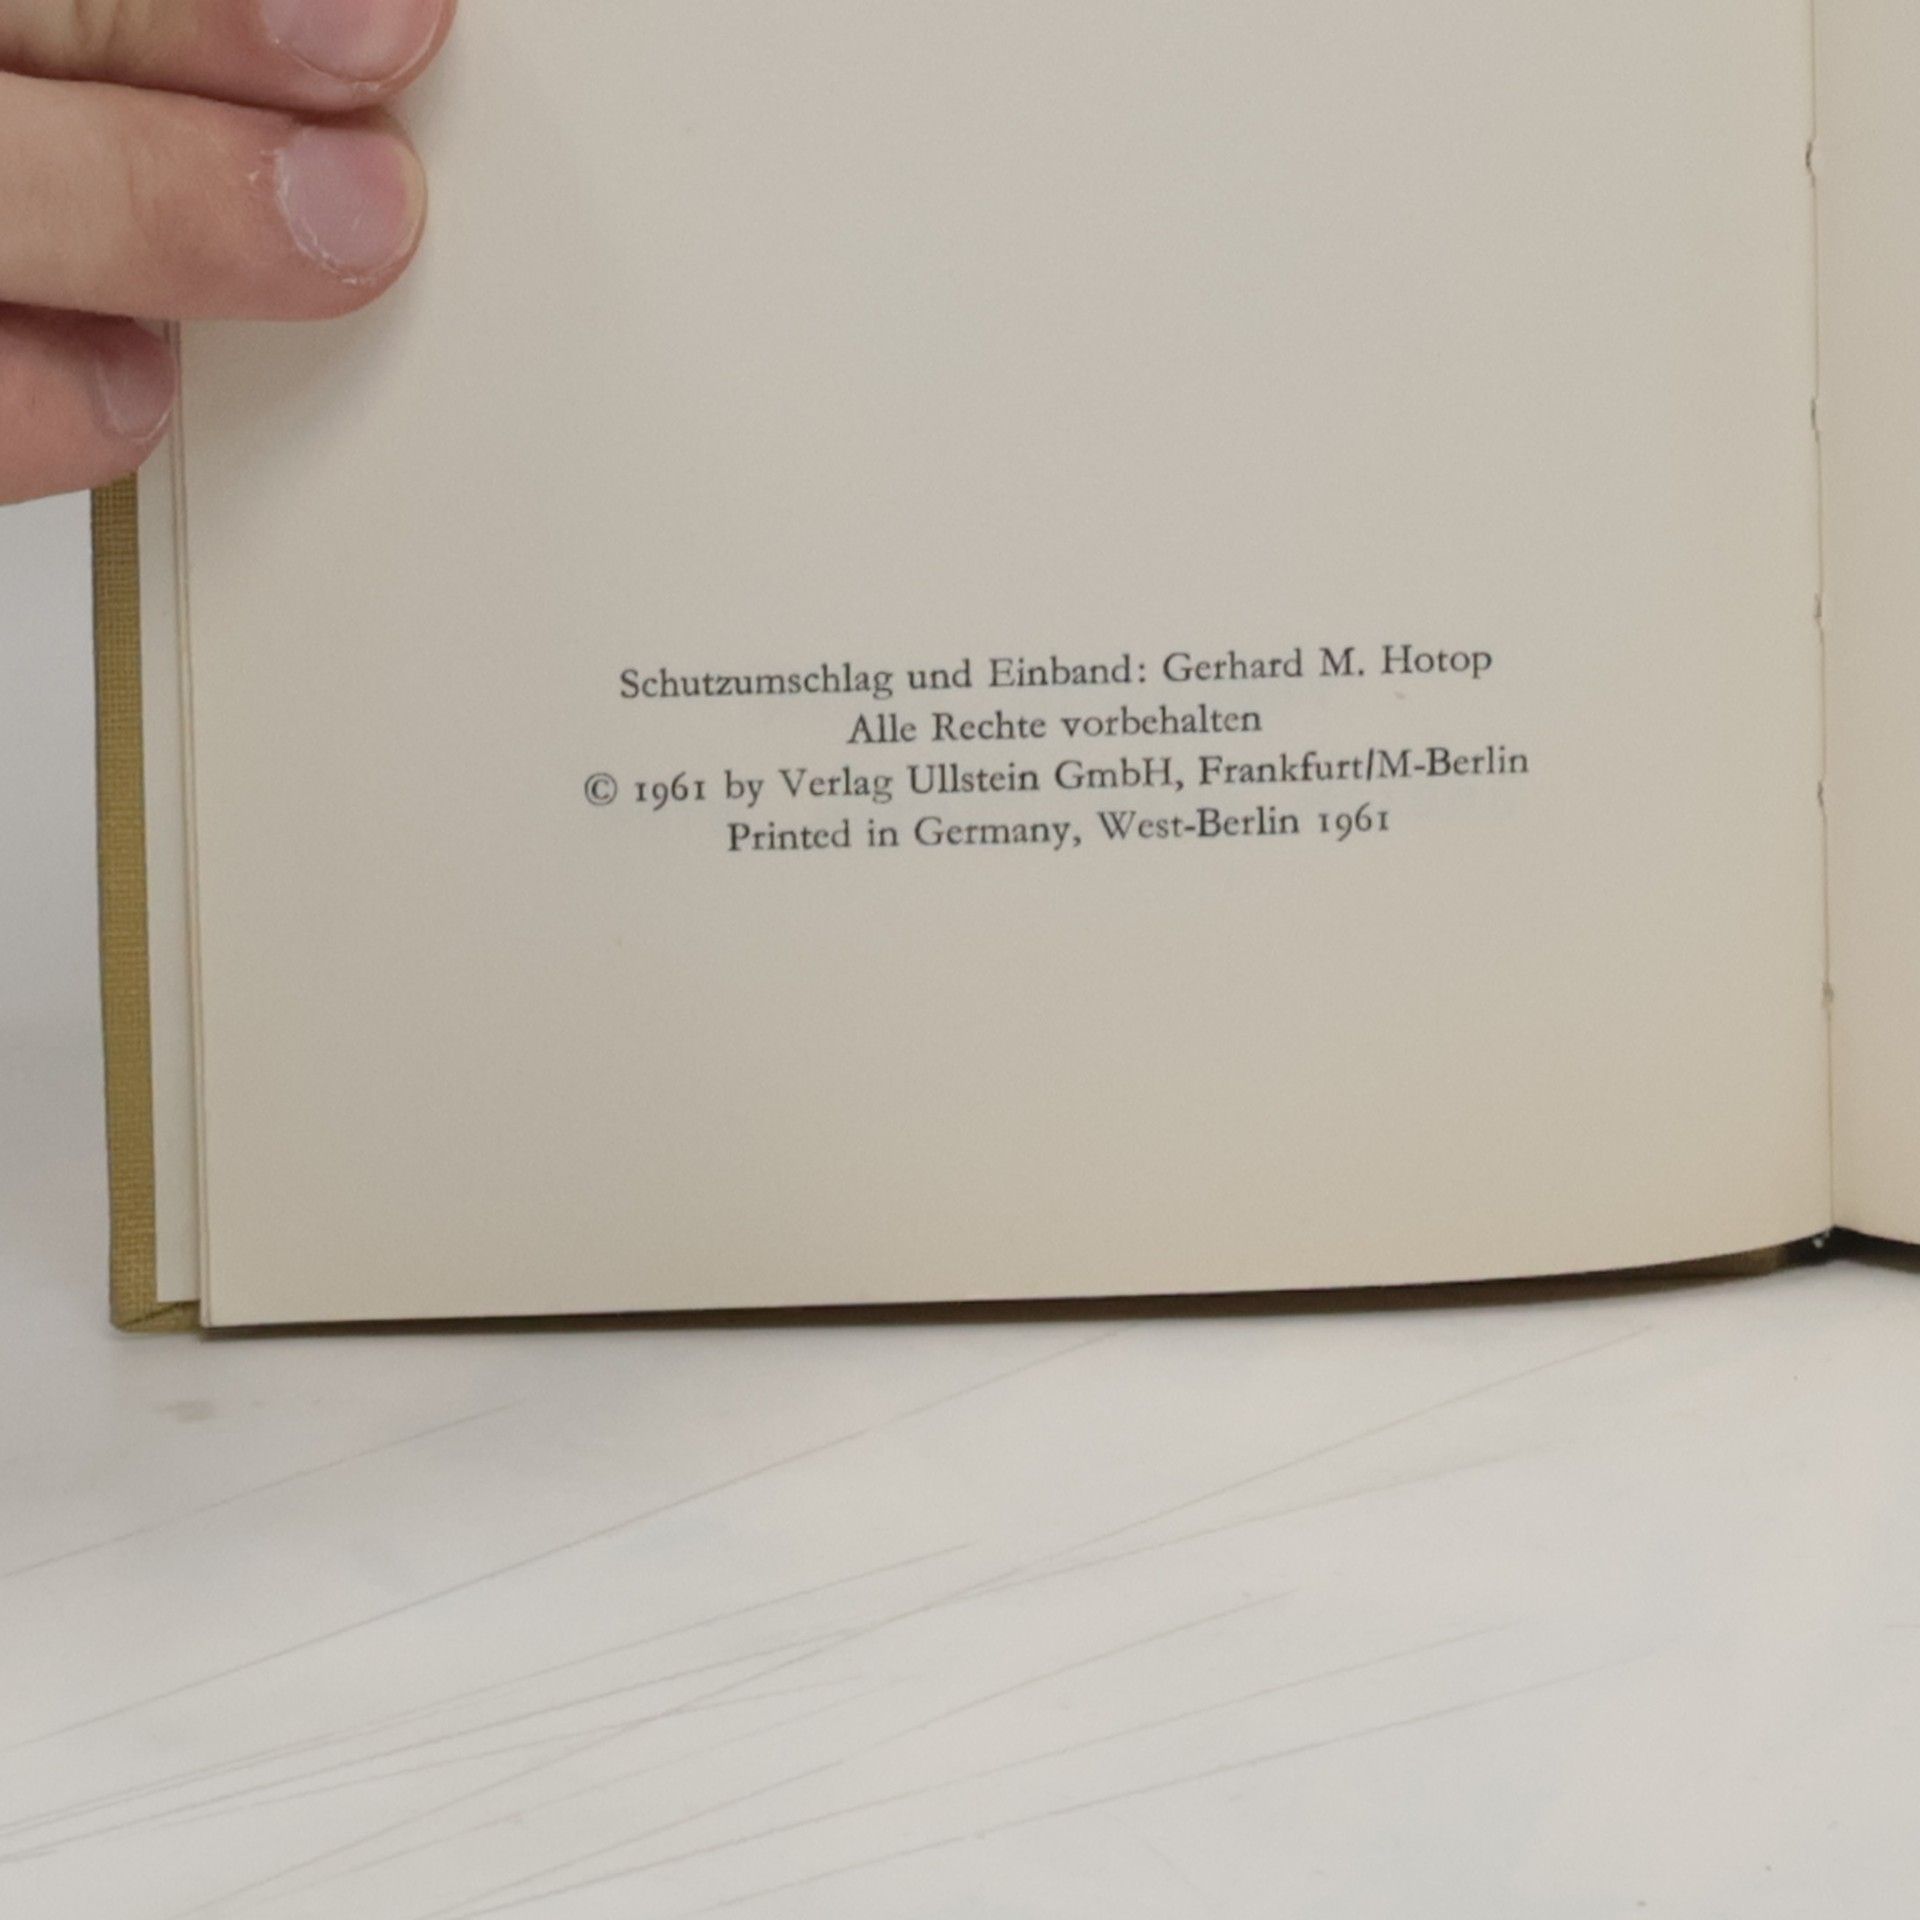 Schutzumschlag und Einband: Gerhard M. Hotop
Alle Rechte vorbehalten
© 1961 by Verlag Ullstein GmbH, Frankfurt/M-Berlin
Printed in Germany, West-Berlin 1961